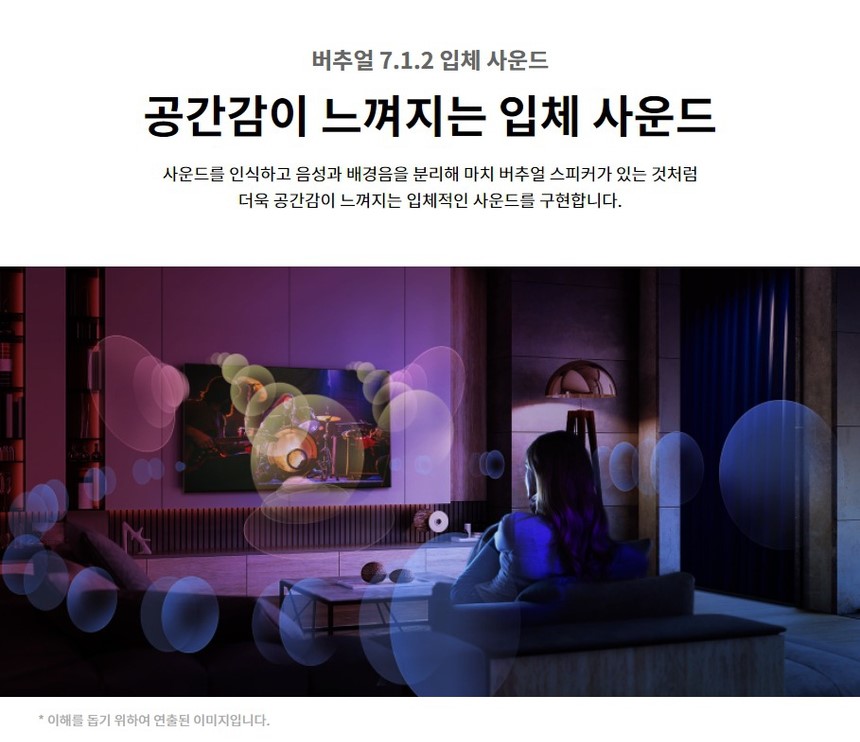 버추얼 7.1.2 입체 사운드
공간감이 느껴지는 입체 사운드
사운드를 인식하고 음성과 배경음을 분리해 마치 버추얼 스피커가 있는 것처럼
더욱 공간감이 느껴지는 입체적인 사운드를 구현합니다.
* 이해를 돕기 위하여 연출된 이미지입니다.